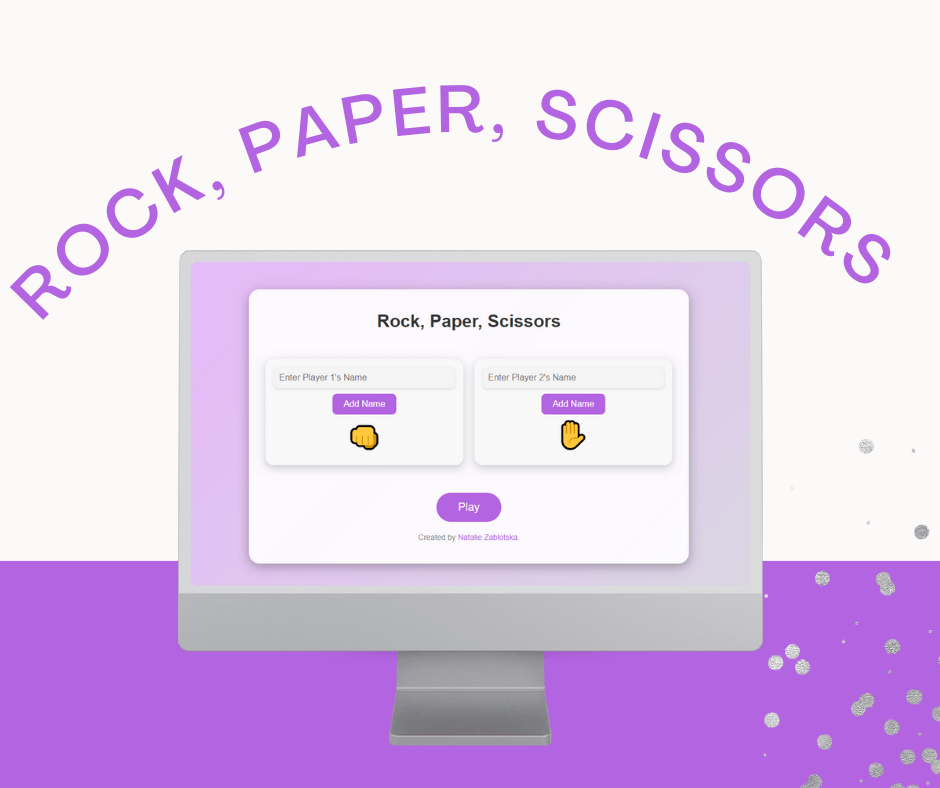 ROCK, PAPER, SCISSORS
Rock, Paper, Scissors
Enter Player 1's Name
Enter Player 2's Name
Add Name
Add Name
Play
Created by Natalie Zablotska